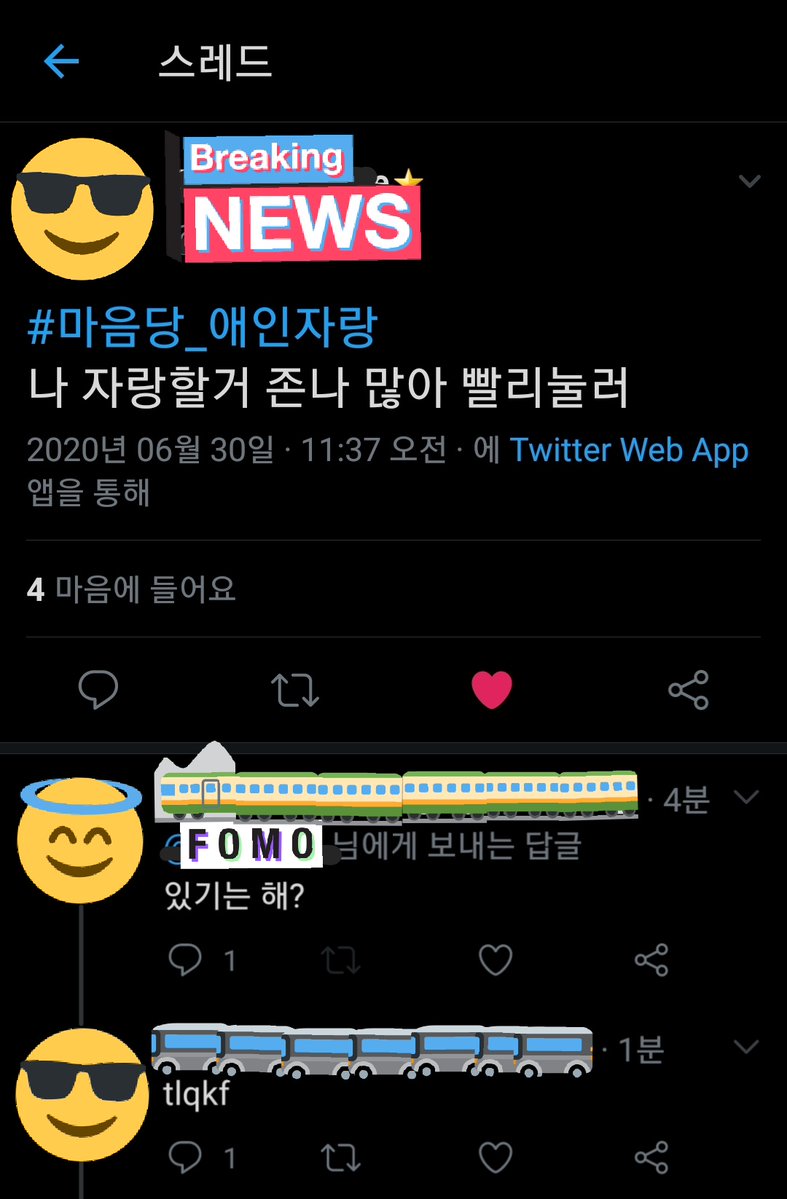 스레드
Breaking
NEWS
#마음당_애인자랑
나 자랑할거 존나 많아 빨리눌러
2020년 06월 30일 · 11:37 오전 · 에 Twitter Web App
앱을 통해
4 마음에 들어요
· 4분
FOMO 님에게 보내는 답글
있기는 해?
1
· 1분
tlqkf
1